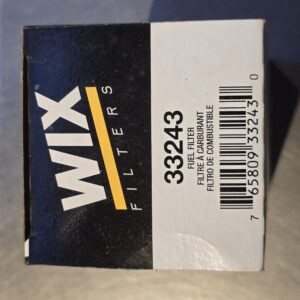 WIX
FILTERS
33243
FUEL FILTER
FILTRE À CARBURANT
FILTRO DE COMBUSTIBLE
7 65809 33243 0